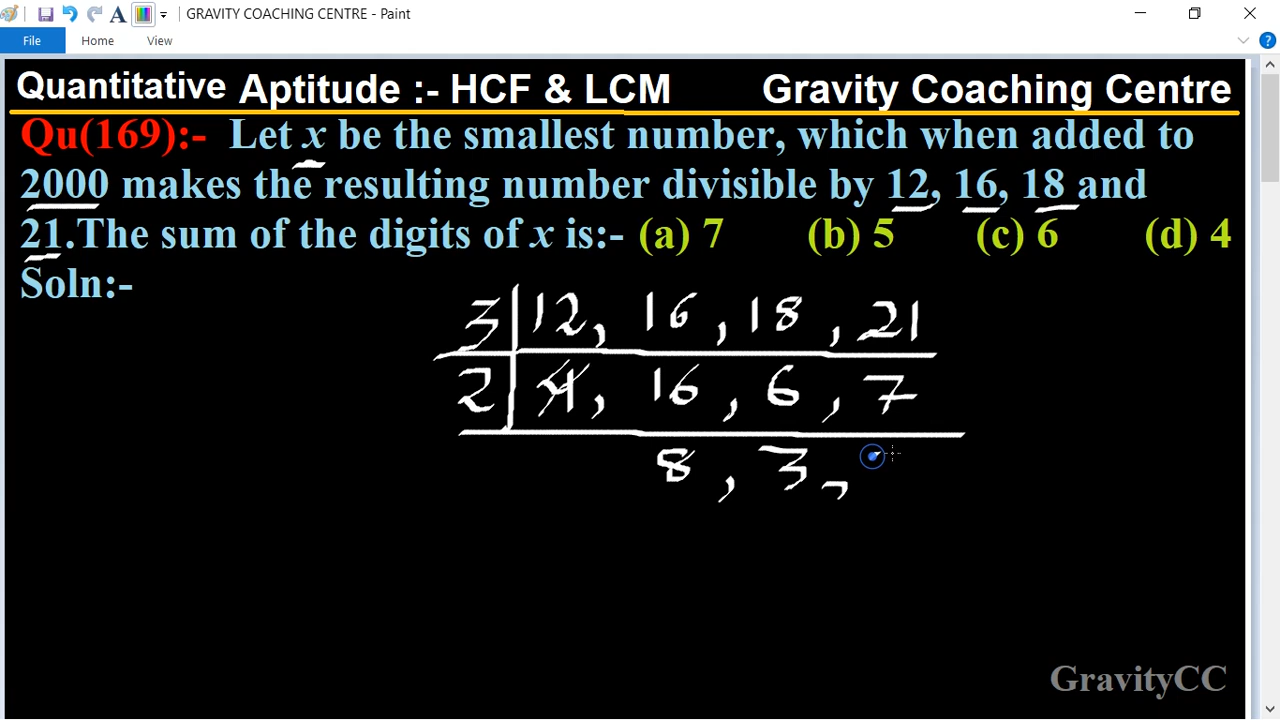 GRAVITY COACHING CENTRE - Paint
File Home View
Quantitative Aptitude :- HCF & LCM Gravity Coaching Centre
Qu(169):- Let x be the smallest number, which when added to
2000 makes the resulting number divisible by 12, 16, 18 and
21.The sum of the digits of x is:- (a) 7 (b) 5 (c) 6 (d) 4
Soln:-
3 12, 16, 18, 21
2 4, 16, 6, 7
8, 3,
GravityCC